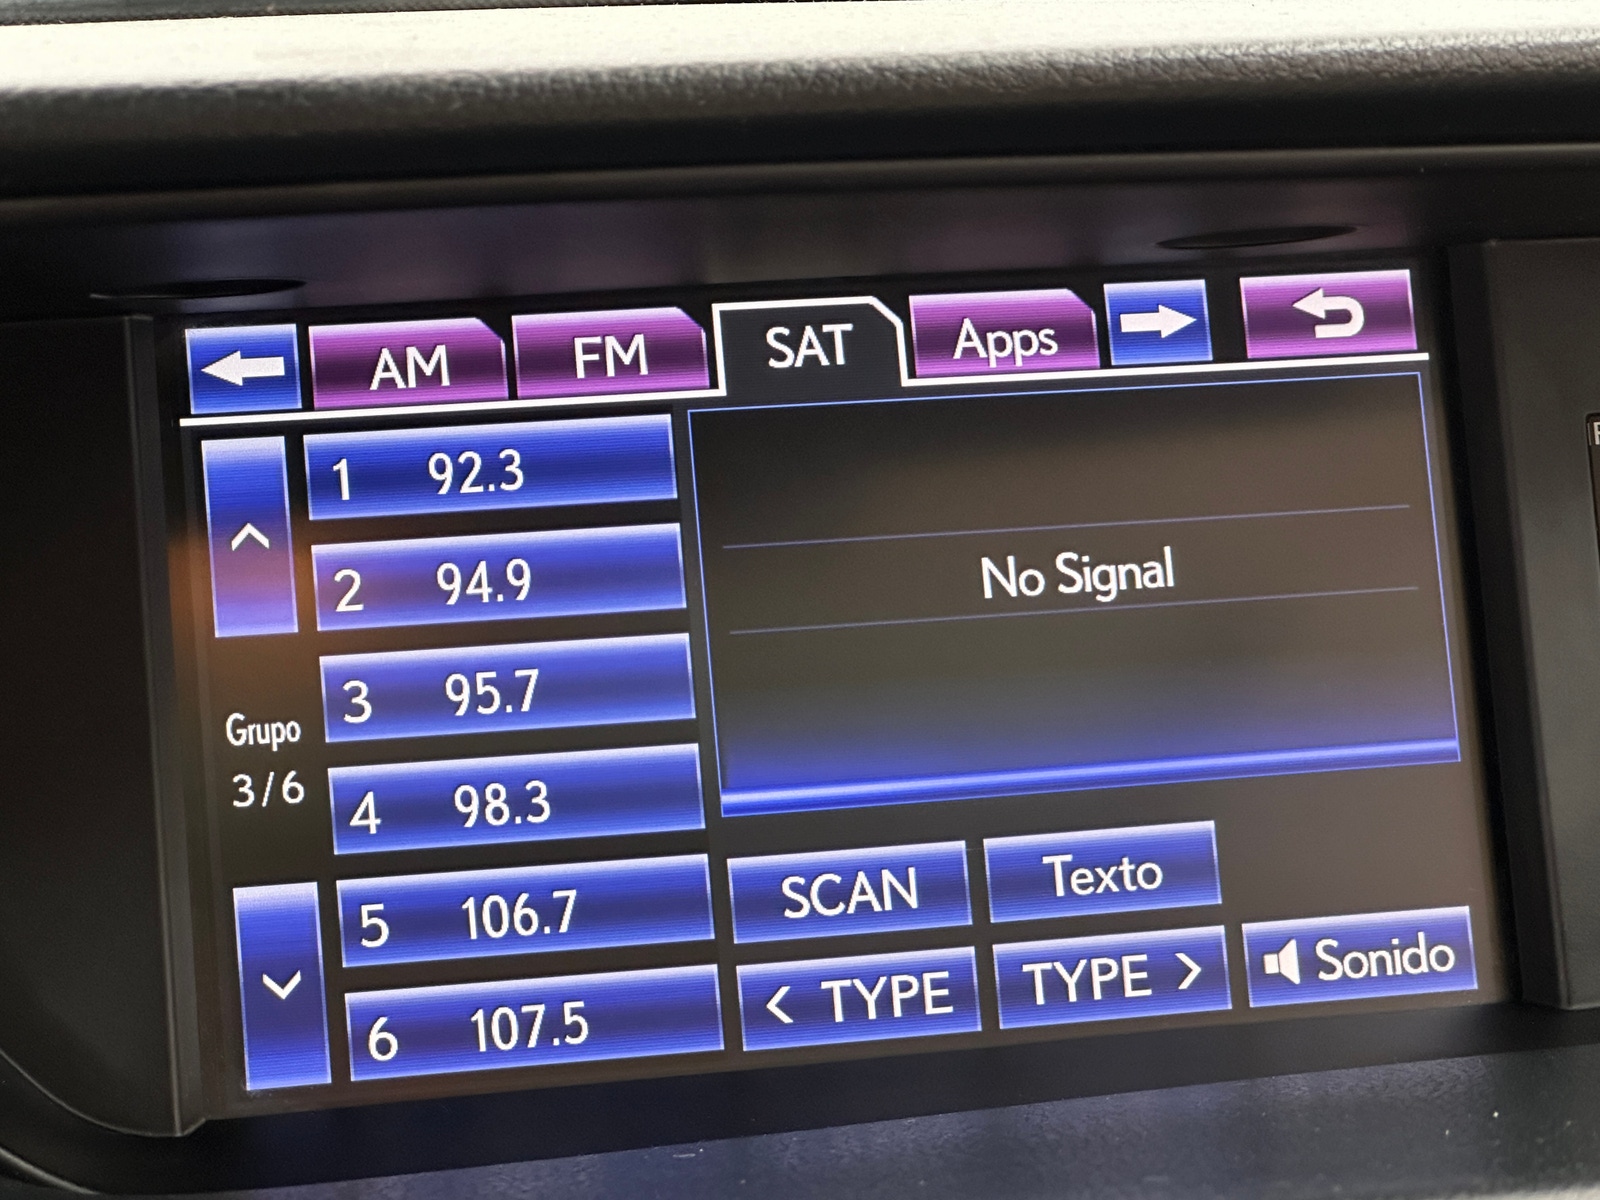 AM
FM
SAT
Apps
1 92.3
2 94.9
3 95.7
4 98.3
5 106.7
6 107.5
Grupo
3/6
No Signal
SCAN
Texto
< TYPE
TYPE >
Sonido